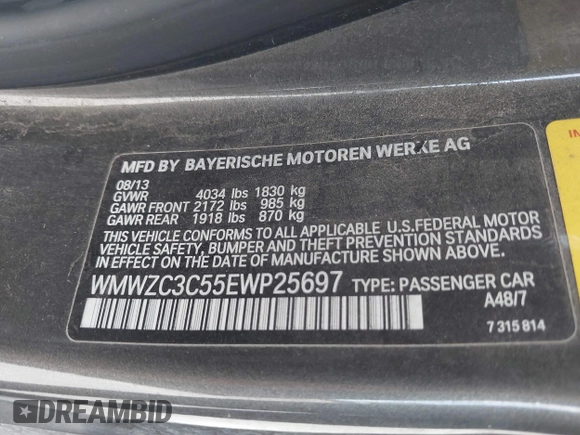 MFD BY BAYERISCHE MOTOREN WERKE AG
08/13
GVWR 4034 lbs 1830 kg
GAWR FRONT 2172 lbs 985 kg
GAWR REAR 1918 lbs 870 kg
THIS VEHICLE CONFORMS TO ALL APPLICABLE U.S.FEDERAL MOTOR
VEHICLE SAFETY, BUMPER AND THEFT PREVENTION STANDARDS
IN EFFECT ON THE DATE OF MANUFACTURE SHOWN ABOVE.
WMWZC3C55EWP25697 TYPE: PASSENGER CAR
A48/7
7 315 814
DREAMBID